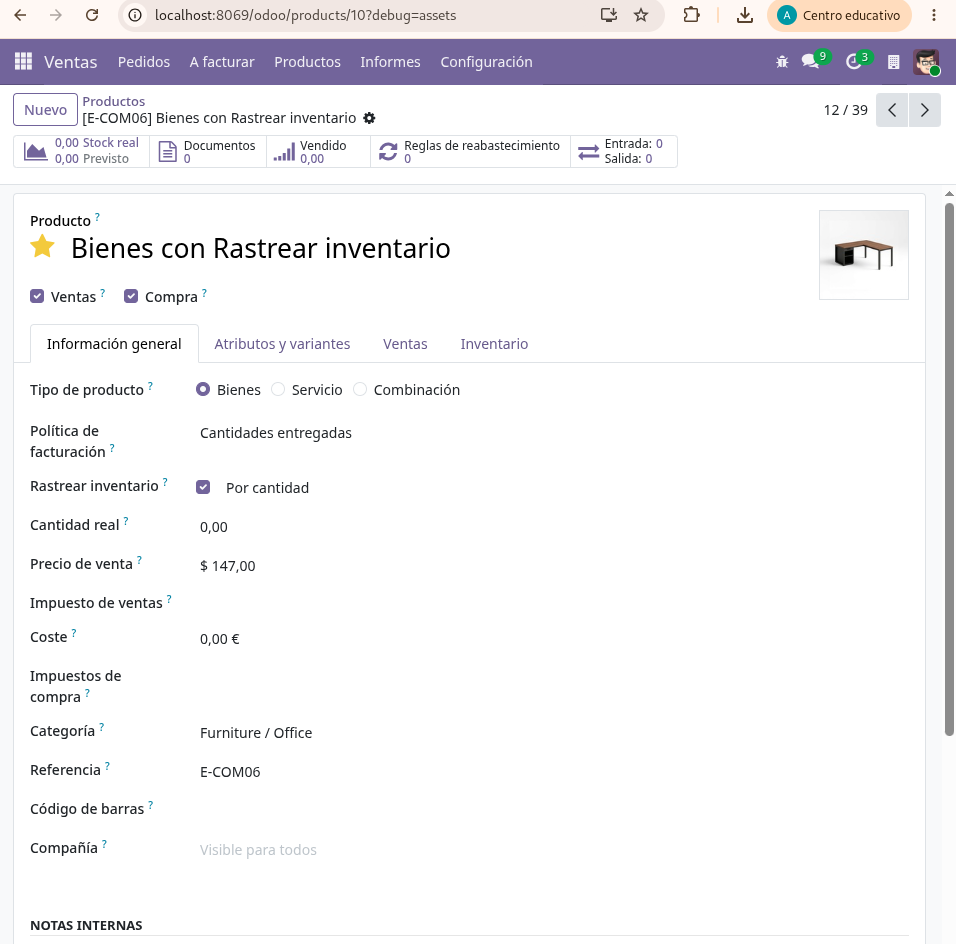 localhost:8069/odoo/products/10?debug=assets
A Centro educativo
Ventas Pedidos A facturar Productos Informes Configuración 9 3
Nuevo
Productos
[E-COM06] Bienes con Rastrear inventario
12 / 39
0,00 Stock real
0,00 Previsto
Documentos
0
Vendido
0,00
Reglas de reabastecimiento
0
Entrada: 0
Salida: 0
Producto ?
Bienes con Rastrear inventario
Ventas ? Compra ?
Información general Atributos y variantes Ventas Inventario
Tipo de producto ? Bienes Servicio Combinación
Política de
facturación ?
Cantidades entregadas
Rastrear inventario ? Por cantidad
Cantidad real ? 0,00
Precio de venta ? $ 147,00
Impuesto de ventas ?
Coste ? 0,00 €
Impuestos de
compra ?
Categoría ? Furniture / Office
Referencia ? E-COM06
Código de barras ?
Compañía ? Visible para todos
NOTAS INTERNAS